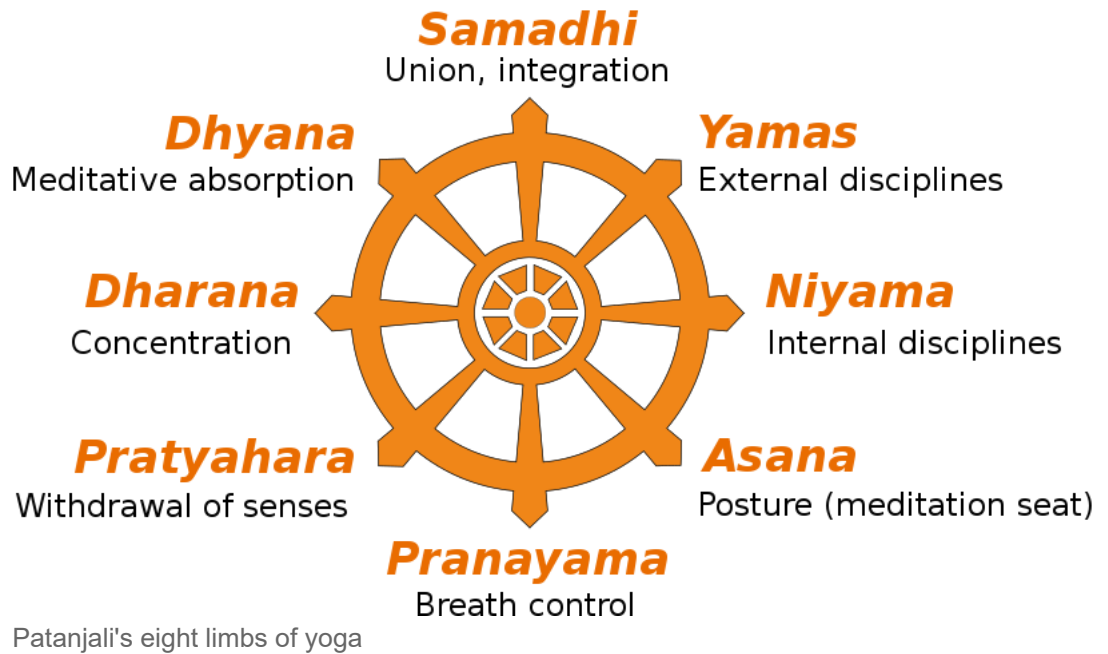 Samadhi
Union, integration
Yamas
External disciplines
Niyama
Internal disciplines
Asana
Posture (meditation seat)
Pranayama
Breath control
Pratyahara
Withdrawal of senses
Dharana
Concentration
Dhyana
Meditative absorption
Patanjali's eight limbs of yoga